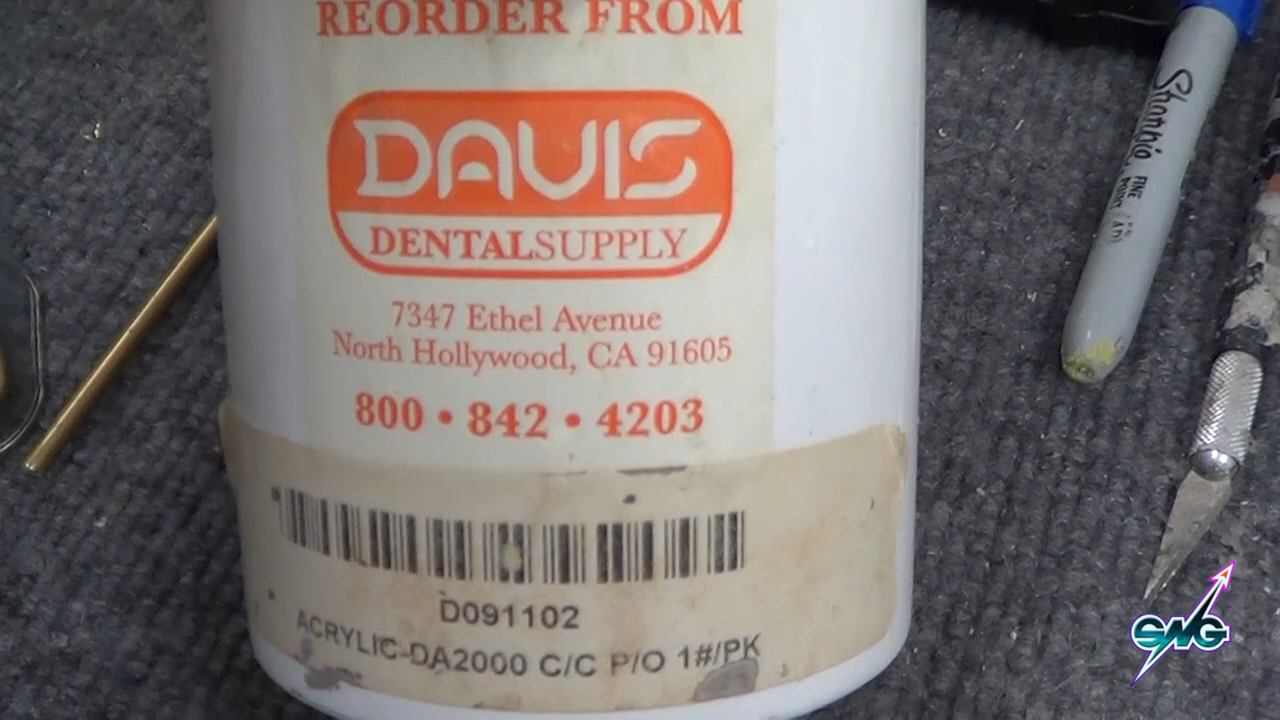 REORDER FROM
DAVIS
DENTALSUPPLY
7347 Ethel Avenue
North Hollywood, CA 91605
800 • 842 • 4203
D091102
ACRYLIC-DA2000 C/C P/O 1#/PK
Sharpie
FINE
POINT
SNG